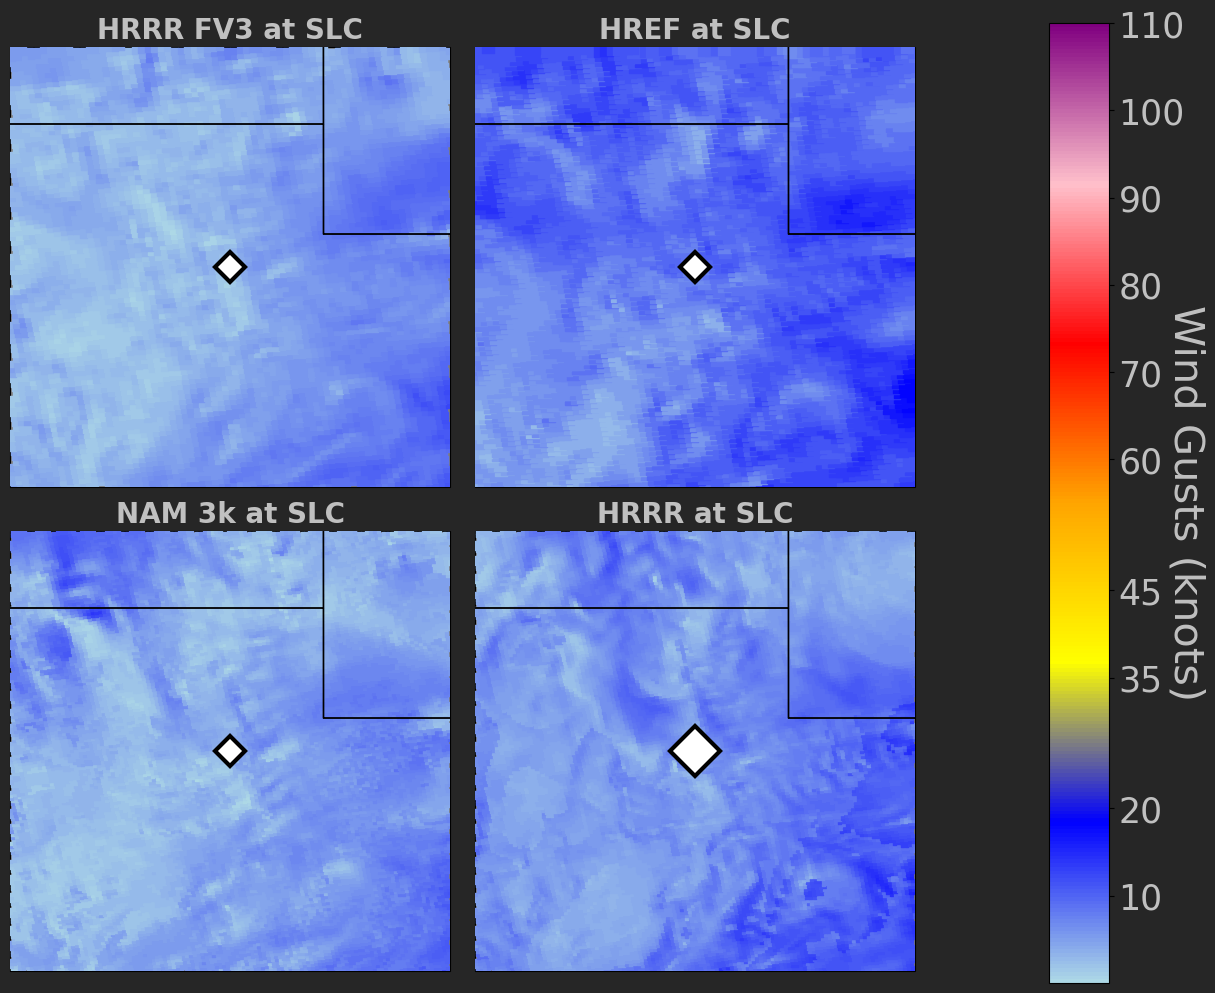 HRRR FV3 at SLC
HREF at SLC
NAM 3k at SLC
HRRR at SLC
110
100
90
80
70
60
45
35
20
10
Wind Gusts (knots)